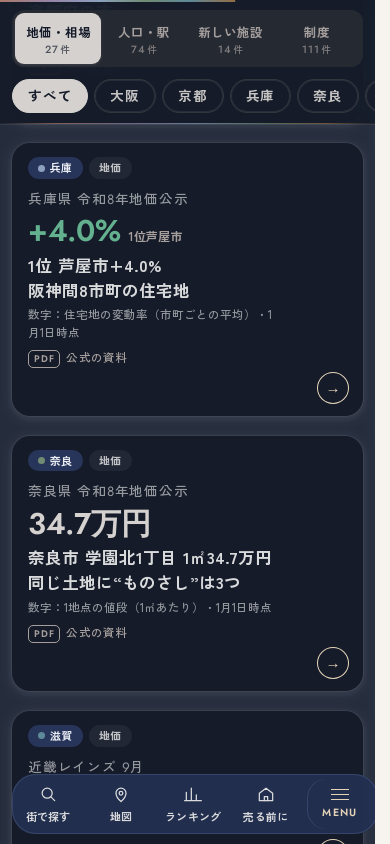 地価・相場
27件
人口・駅
74件
新しい施設
14件
制度
111件
すべて
大阪
京都
兵庫
奈良
兵庫
地価
兵庫県 令和8年地価公示
+4.0% 1位芦屋市
1位 芦屋市+4.0%
阪神間8市町の住宅地
数字：住宅地の変動率（市町ごとの平均）・1
月1日時点
PDF 公式の資料
→
奈良
地価
奈良県 令和8年地価公示
34.7万円
奈良市 学園北1丁目 1㎡34.7万円
同じ土地に“ものさし”は3つ
数字：1地点の値段（1㎡あたり）・1月1日時点
PDF 公式の資料
→
滋賀
地価
近畿レインズ 9月
街で探す
地図
ランキング
売る前に
MENU